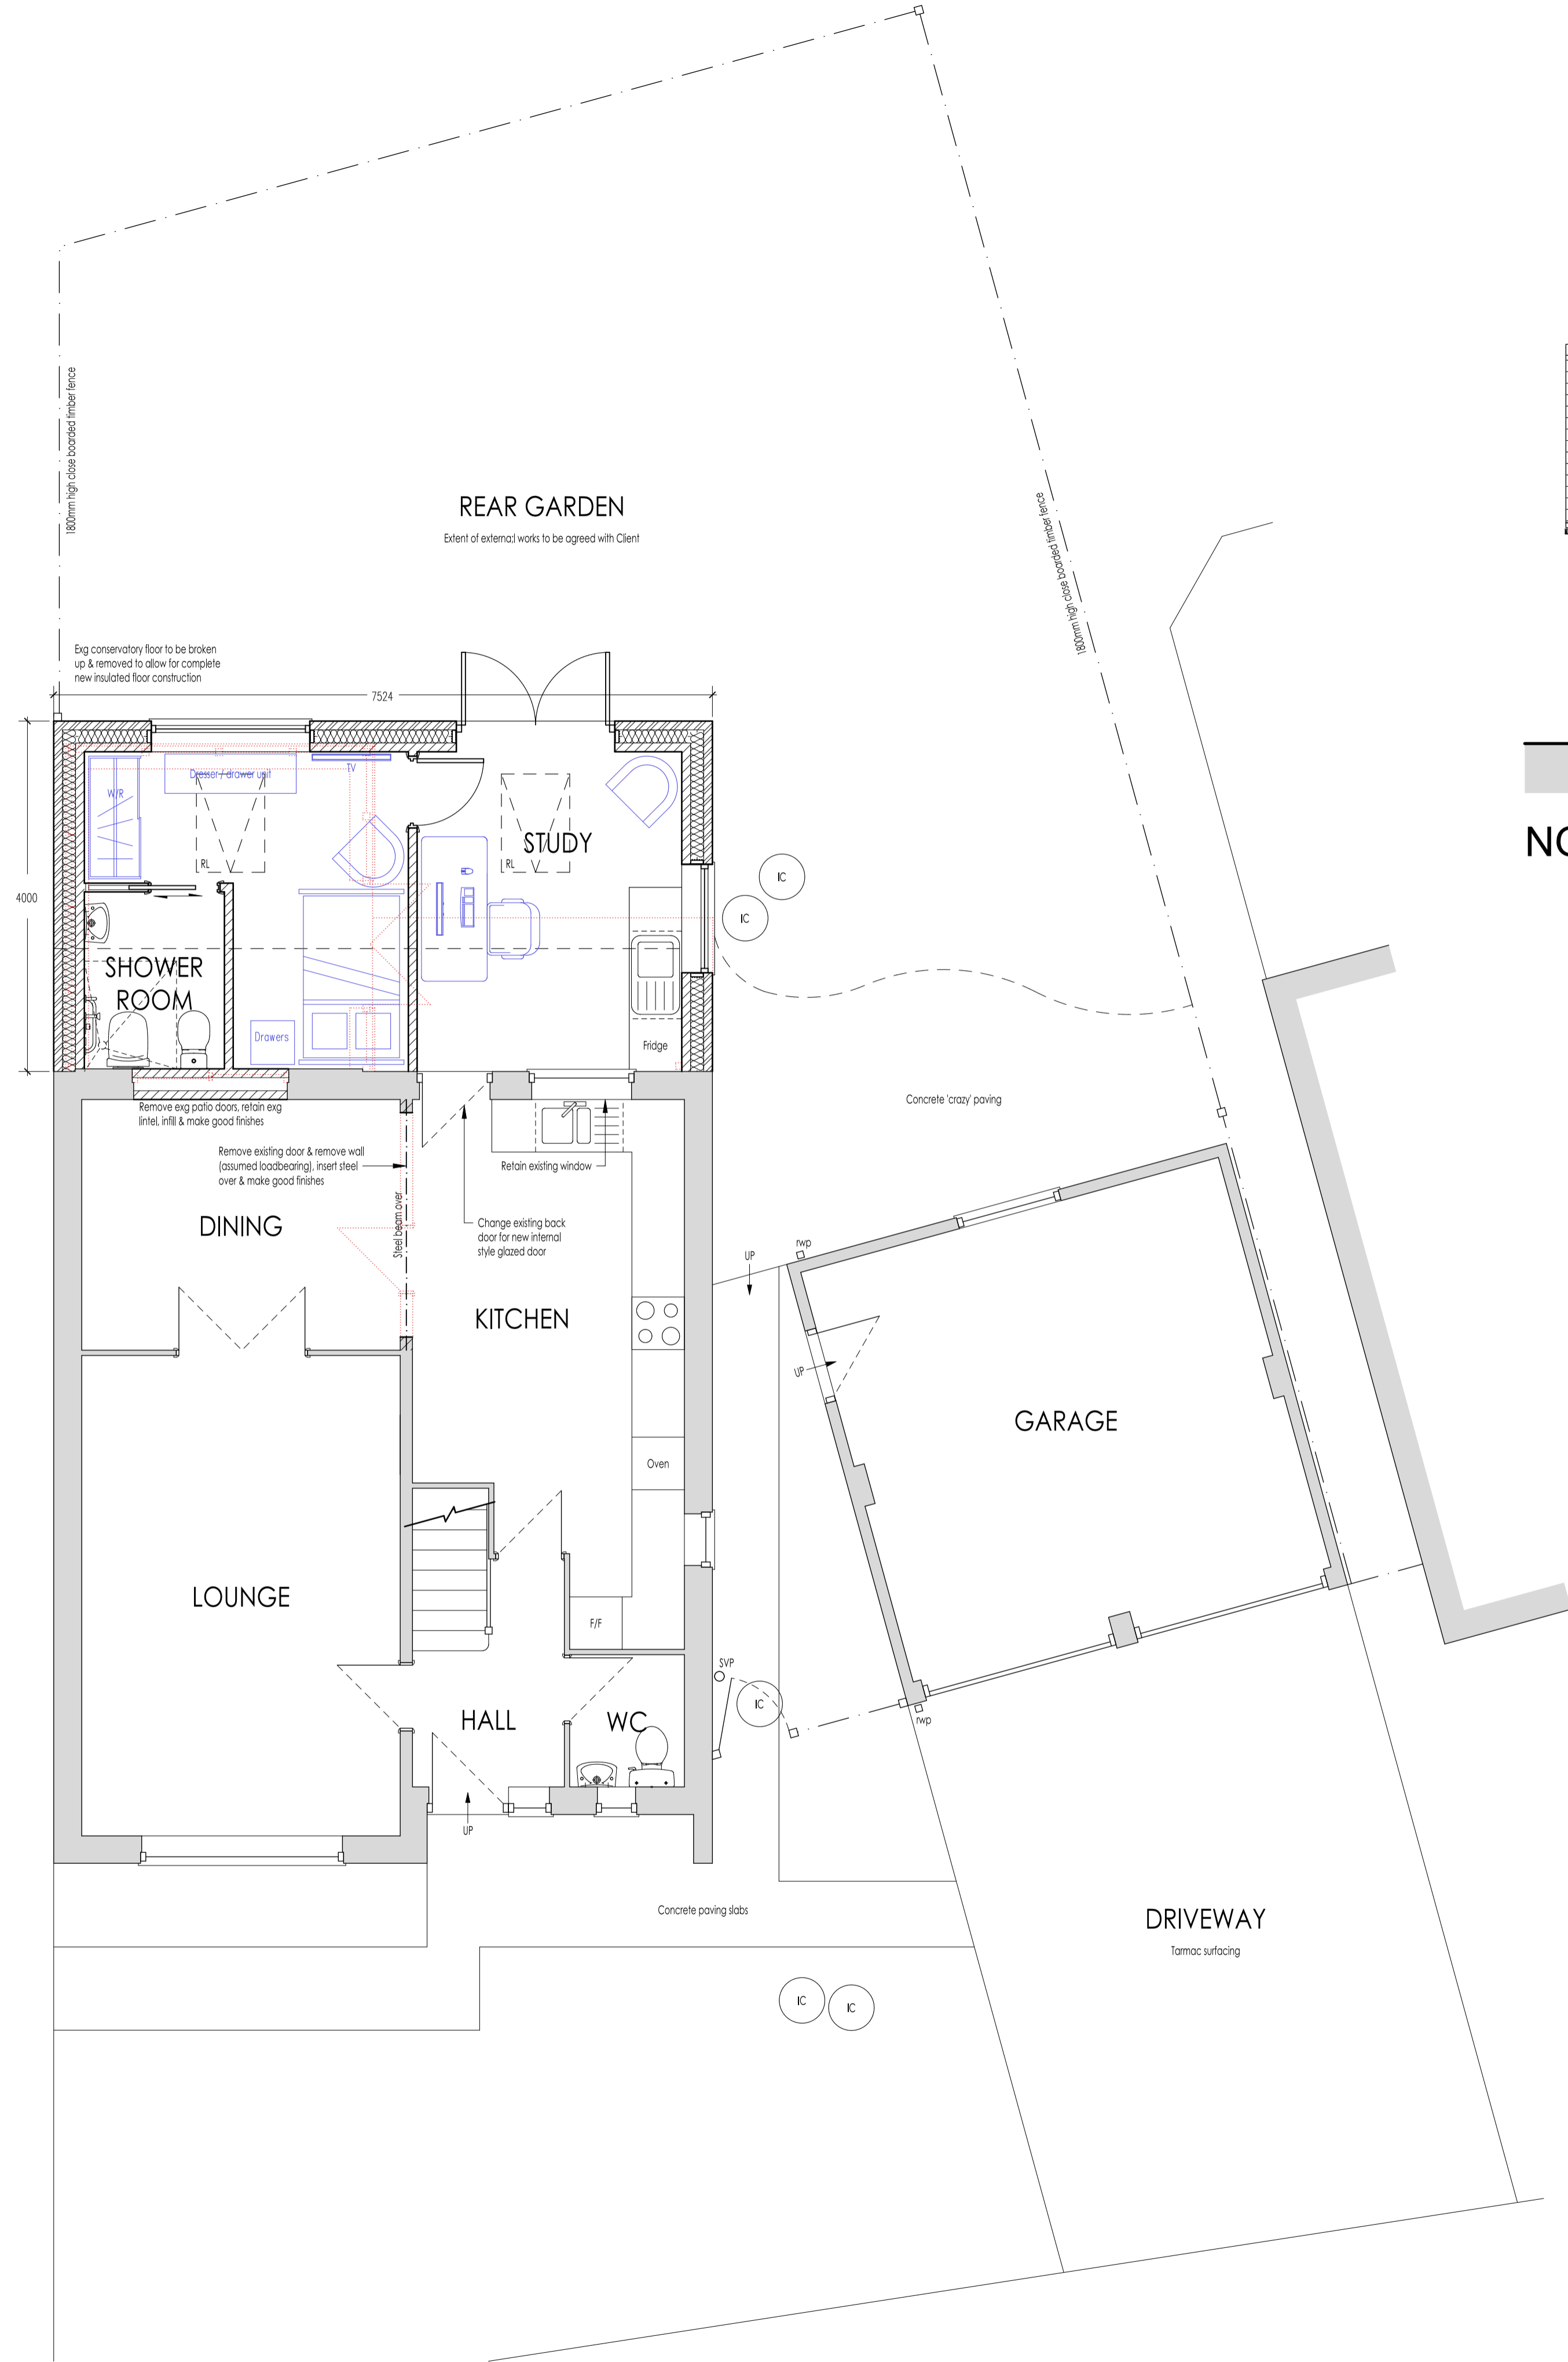 1800mm high close boarded timber fence
REAR GARDEN
Extent of externa;l works to be agreed with Client
1800mm high close boarded timber fence
Exg conservatory floor to be broken
up & removed to allow for complete
new insulated floor construction
7524
4000
Dresser / drawer unit
TV
W/R
RL
STUDY
RL
NO
IC
IC
SHOWER
ROOM
Drawers
Fridge
Remove exg patio doors, retain exg
lintel, infill & make good finishes
Remove existing door & remove wall
(assumed loadbearing), insert steel
over & make good finishes
Retain existing window
Concrete 'crazy' paving
Steel beam over
DINING
Change existing back
door for new internal
style glazed door
UP
rwp
KITCHEN
UP
GARAGE
Oven
LOUNGE
F/F
SVP
IC
HALL
WC
rwp
UP
Concrete paving slabs
DRIVEWAY
Tarmac surfacing
IC
IC